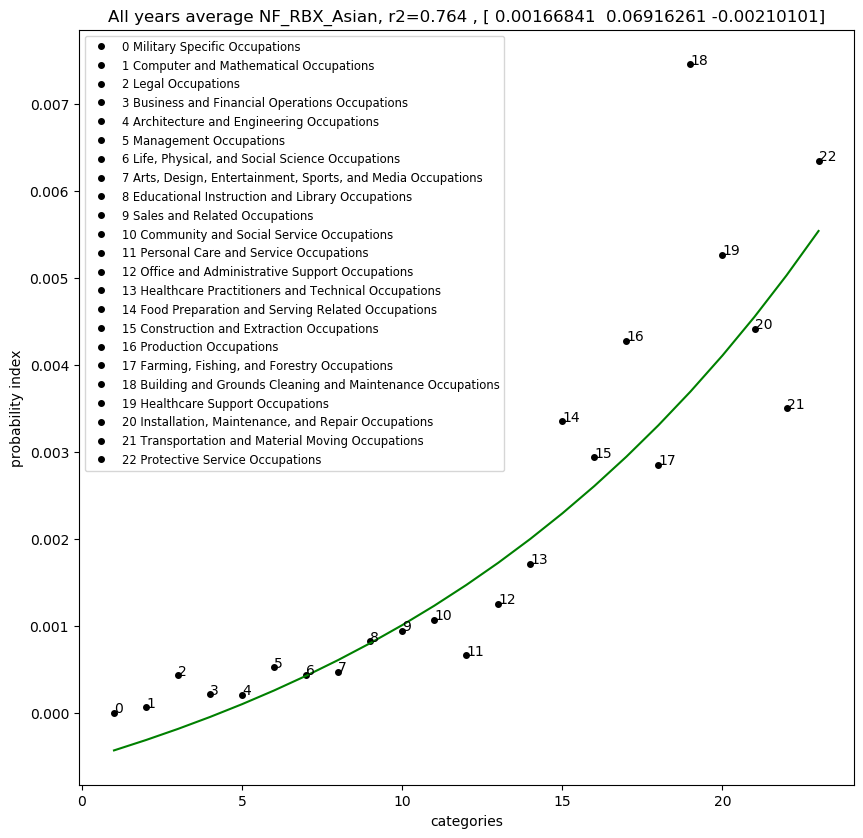 All years average NF_RBX_Asian, r2=0.764 , [ 0.00166841  0.06916261 -0.00210101]
0 Military Specific Occupations
1 Computer and Mathematical Occupations
2 Legal Occupations
3 Business and Financial Operations Occupations
4 Architecture and Engineering Occupations
5 Management Occupations
6 Life, Physical, and Social Science Occupations
7 Arts, Design, Entertainment, Sports, and Media Occupations
8 Educational Instruction and Library Occupations
9 Sales and Related Occupations
10 Community and Social Service Occupations
11 Personal Care and Service Occupations
12 Office and Administrative Support Occupations
13 Healthcare Practitioners and Technical Occupations
14 Food Preparation and Serving Related Occupations
15 Construction and Extraction Occupations
16 Production Occupations
17 Farming, Fishing, and Forestry Occupations
18 Building and Grounds Cleaning and Maintenance Occupations
19 Healthcare Support Occupations
20 Installation, Maintenance, and Repair Occupations
21 Transportation and Material Moving Occupations
22 Protective Service Occupations
probability index
0.007
0.006
0.005
0.004
0.003
0.002
0.001
0.000
0
1
2
3
4
5
6
7
8
9
10
11
12
13
14
15
16
17
18
19
20
21
22
0
5
10
15
20
categories